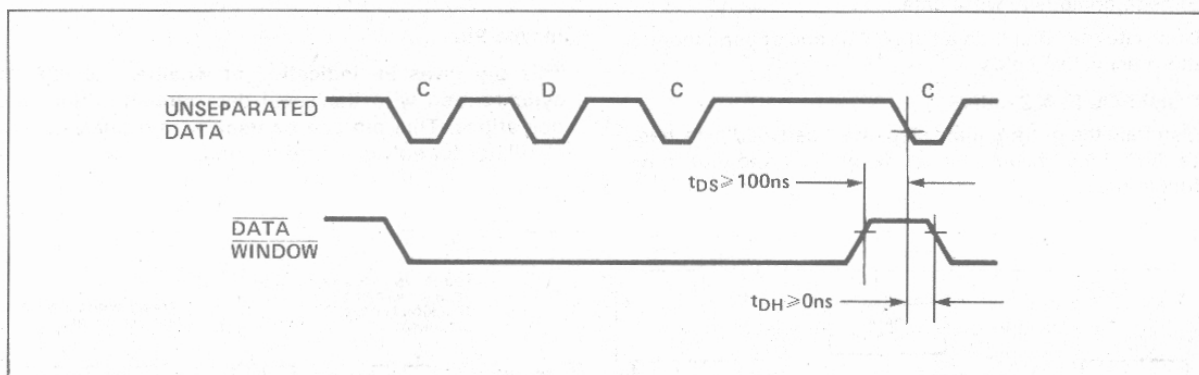 C D C C
UNSEPARATED
DATA
tDS ≥ 100ns
DATA
WINDOW
tDH ≥ 0ns